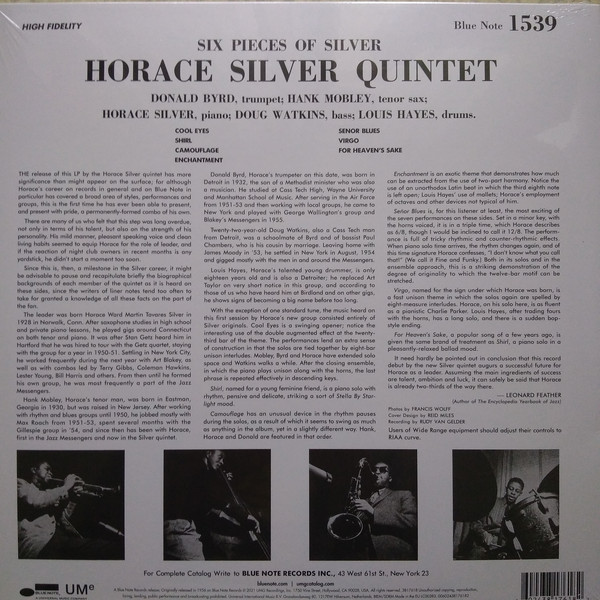 HIGH FIDELITY
Blue Note 1539
SIX PIECES OF SILVER
HORACE SILVER QUINTET
DONALD BYRD, trumpet; HANK MOBLEY, tenor sax;
HORACE SILVER, piano; DOUG WATKINS, bass; LOUIS HAYES, drums.
COOL EYES
SHIRL
CAMOUFLAGE
ENCHANTMENT
SENOR BLUES
VIRGO
FOR HEAVEN'S SAKE
THE release of this LP by the Horace Silver quintet has more
significance than might appear on the surface; for although
Horace's career on records in general and on Blue Note in
particular has covered a broad area of styles, performances and
groups, this is the first time he has ever been able to present,
and present with pride, a permanently-formed combo of his own.
There are many of us who felt that this step was long overdue,
not only in terms of his talent, but also on the strength of his
personality. His mild manner, pleasant speaking voice and clean
living habits seemed to equip Horace for the role of leader, and
if the reaction of night club owners in recent months is any
yardstick, he didn't start a moment too soon.
Since this is, then, a milestone in the Silver career, it might
be advisable to pause and recapitulate briefly the biographical
backgrounds of each member of the quintet as it is heard on
these sides, since the writers of liner notes tend too often to
take for granted a knowledge of all these facts on the part of
the fan.
The leader was born Horace Ward Martin Tavares Silver in
1928 in Norwalk, Conn. After saxophone studies in high school
and private piano lessons, he played gigs around Connecticut
on both tenor and piano. It was after Stan Getz heard him in
Hartford that he was hired to tour with the Getz quartet, staying
with the group for a year in 1950-51. Settling in New York City,
he worked frequently during the next year with Art Blakey, as
well as with combos led by Terry Gibbs, Coleman Hawkins,
Lester Young, Bill Harris and others. From then until he formed
his own group, he was most frequently a part of the Jazz
Messengers.
Hank Mobley, Horace's tenor man, was born in Eastman,
Georgia in 1930, but was raised in New Jersey. After working
with rhythm and blues groups until 1950, he jobbed mostly with
Max Roach from 1951-53, spent several months with the
Gillespie group in '54, and since then has been with Horace,
first in the Jazz Messengers and now in the Silver quintet.
Donald Byrd, Horace's trumpeter on this date, was born in
Detroit in 1932, the son of a Methodist minister who was also
a musician. He studied at Cass Tech High, Wayne University
and Manhattan School of Music. After serving in the Air Force
from 1951-53 and then working with local groups, he came to
New York and played with George Wallington's group and
Blakey's Messengers in 1955.
Twenty-two-year-old Doug Watkins, also a Cass Tech man
from Detroit, was a schoolmate of Byrd and of bassist Paul
Chambers, who is his cousin by marriage. Leaving home with
James Moody in '53, he settled in New York in August, 1954
and gigged mostly with the men in and around the Messengers.
Louis Hayes, Horace's talented young drummer, is only
eighteen years old and is also a Detroiter; he replaced Art
Taylor on very short notice in this group, and according to
those of us who have heard him at Birdland and on other gigs,
he shows signs of becoming a big name before too long.
With the exception of one standard tune, the music heard on
this first session by Horace's new group consists entirely of
Silver originals. Cool Eyes is a swinging opener; notice the
interesting use of the double augmented effect at the twenty-
third bar of the theme. The performances lend an extra sense
of construction in that the solos are tied together by eight-bar
unison interludes. Mobley Byrd and Horace have extended solo
space and Watkins walks a while. After the closing ensemble,
in which the piano plays unison along with the horns, the last
phrase is repeated effectively in descending keys.
Shirl, named for a young feminine friend, is a piano solo with
rhythm, pensive and delicate, striking a sort of Stella By Star-
light mood.
Camouflage has an unusual device in the rhythm pauses
during the solos, as a result of which it seems to swing as much
as anything in the album, yet in a slightly different way. Hank,
Horace and Donald are featured in that order.
Enchantment is an exotic theme that demonstrates how much
can be extracted from the use of two-part harmony. Notice the
use of an unorthodox Latin beat in which the third eighth note
is left open; Louis Hayes' use of mallets; Horace's employment
of octaves and other devices not typical of him.
Señor Blues is, for this listener at least, the most exciting of
the seven performances on these sides. Set in a minor key, with
the horns voiced, it is in a triple time, which Horace describes
as 6/8, though I would be inclined to call it 12/8. The perform-
ance is full of tricky rhythmic and counter-rhythmic effects.
When piano solo time arrives, the rhythm changes again, and of
this time signature Horace confesses, "I don't know what you call
that!" (We call it Fine and Funky.) Both in its solos and in the
ensemble approach, this is a striking demonstration of the
degree of originality to which the twelve-bar motif can be
stretched.
Virgo, named for the sign under which Horace was born, is
a fast unison theme in which the solos again are spelled by
eight-measure interludes. Horace, on his solo here, is as fluent
as a pianistic Charlie Parker. Louis Hayes, after trading fours
with the horns, has a long solo, and there is a sudden bop-
style ending.
For Heaven's Sake, a popular song of a few years ago, is
given the same brand of treatment as Shirl, a piano solo in a
pleasantly-relaxed ballad mood.
It need hardly be pointed out in conclusion that this record
debut by the new Silver quintet augurs a successful future for
Horace as a leader. Assuming the main ingredients of success
are talent, ambition and luck, it can safely be said that Horace
is already two-thirds of the way there.
— LEONARD FEATHER
(Author of The Encyclopedia Yearbook of Jazz)
Photos by FRANCIS WOLFF
Cover Design by REID MILES
Recording by RUDY VAN GELDER
Users of Wide Range equipment should adjust their controls to
RIAA curve.
For Complete Catalog Write to BLUE NOTE RECORDS INC., 43 West 61st St., New York 23
bluenote.com | umgcatalog.com
BLUE NOTE
UMe